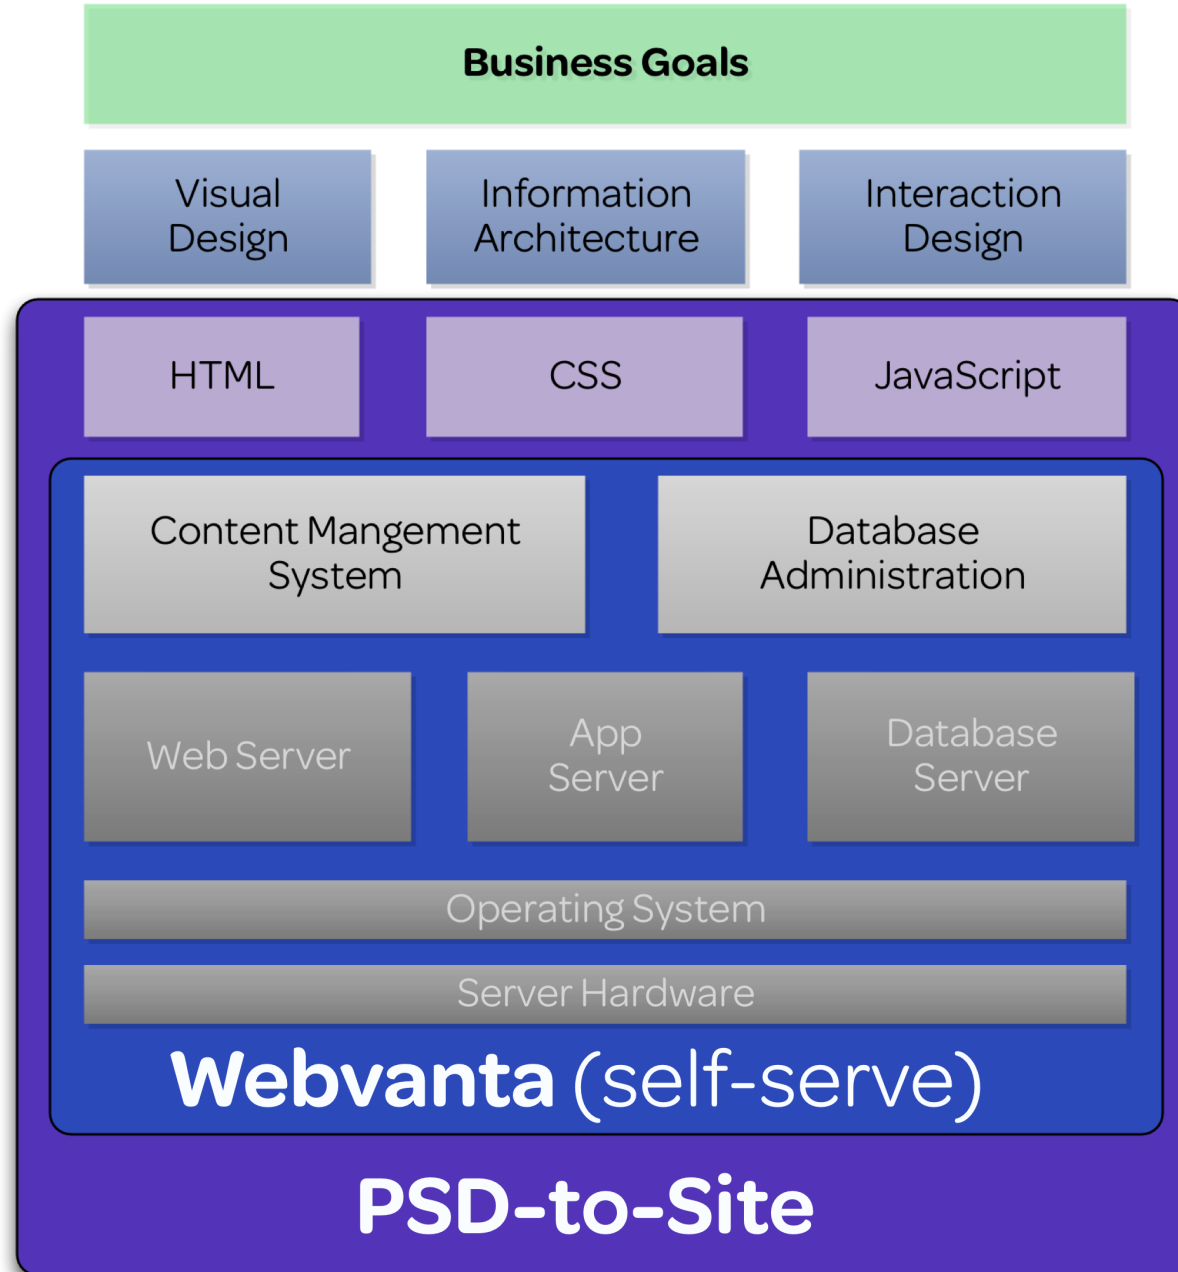 Business Goals
Visual
Design
Information
Architecture
Interaction
Design
HTML
CSS
JavaScript
Content Mangement
System
Database
Administration
Web Server
App
Server
Database
Server
Operating System
Server Hardware
Webvanta (self-serve)
PSD-to-Site